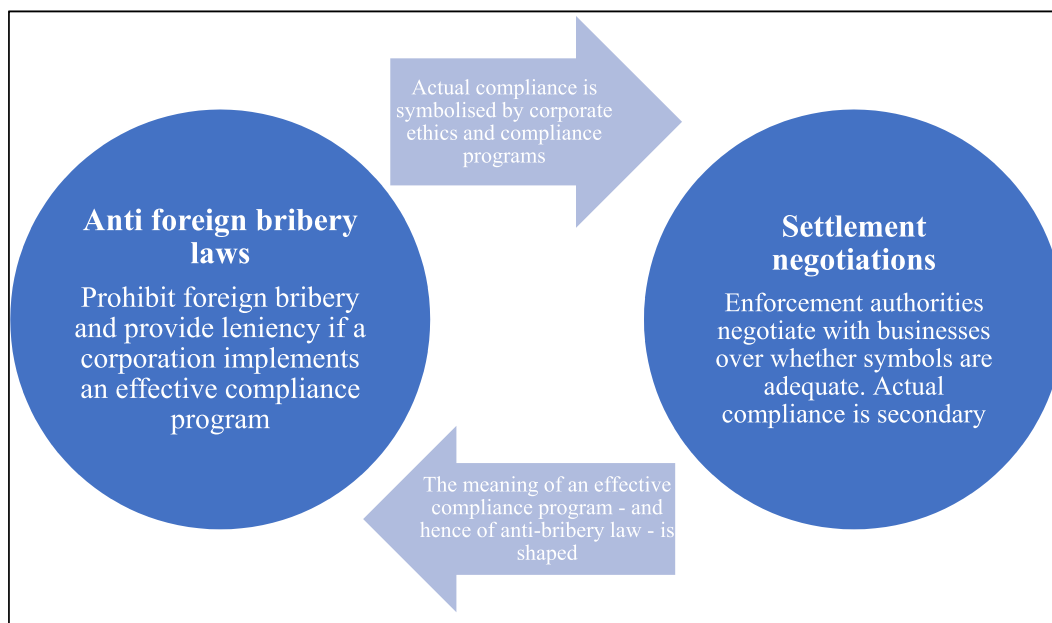 Actual compliance is
symbolised by corporate
ethics and compliance
programs
Anti foreign bribery
laws
Prohibit foreign bribery
and provide leniency if a
corporation implements
an effective compliance
program
Settlement
negotiations
Enforcement authorities
negotiate with businesses
over whether symbols are
adequate. Actual
compliance is secondary
The meaning of an effective
compliance program - and
hence of anti-bribery law - is
shaped